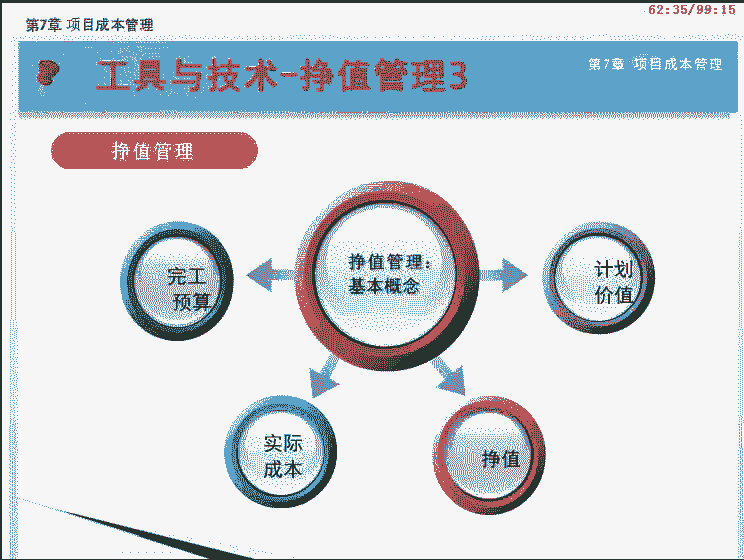 62:35/99:15
第7章 项目成本管理
工具与技术-挣值管理3
第7章 项目成本管理
挣值管理
挣值管理：
基本概念
完工
预算
计划
价值
实际
成本
挣值